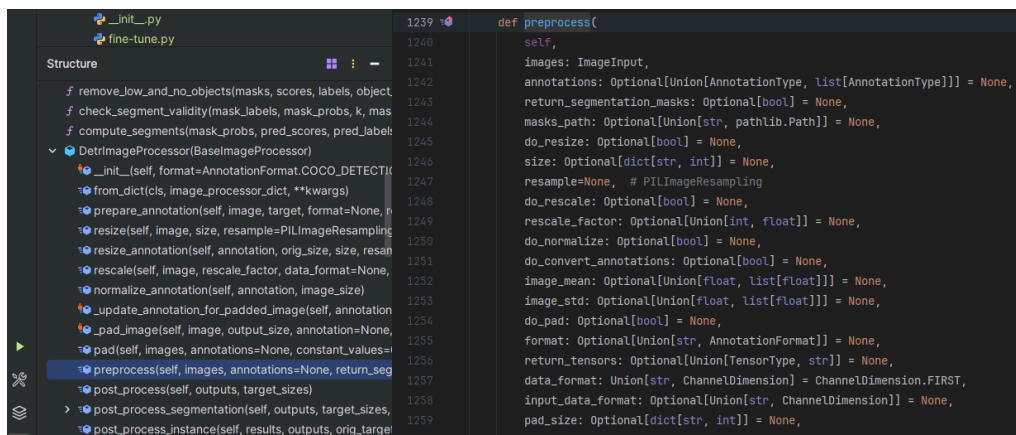 __init__.py
fine-tune.py
Structure
remove_low_and_no_objects(masks, scores, labels, object_
check_segment_validity(mask_labels, mask_probs, k, mas
compute_segments(mask_probs, pred_scores, pred_labels
DetrImageProcessor(BaseImageProcessor)
__init__(self, format=AnnotationFormat.COCO_DETECTIO
from_dict(cls, image_processor_dict, **kwargs)
prepare_annotation(self, image, target, format=None, r
resize(self, image, size, resample=PILImageResampling
resize_annotation(self, annotation, orig_size, size, resam
rescale(self, image, rescale_factor, data_format=None,
normalize_annotation(self, annotation, image_size)
_update_annotation_for_padded_image(self, annotation
_pad_image(self, image, output_size, annotation=None,
pad(self, images, annotations=None, constant_values=
preprocess(self, images, annotations=None, return_seg
post_process(self, outputs, target_sizes)
post_process_segmentation(self, outputs, target_sizes,
post_process_instance(self, results, outputs, orig_target
1239 def preprocess(
1240 self,
1241 images: ImageInput,
1242 annotations: Optional[Union[AnnotationType, list[AnnotationType]]] = None,
1243 return_segmentation_masks: Optional[bool] = None,
1244 masks_path: Optional[Union[str, pathlib.Path]] = None,
1245 do_resize: Optional[bool] = None,
1246 size: Optional[dict[str, int]] = None,
1247 resample=None, # PILImageResampling
1248 do_rescale: Optional[bool] = None,
1249 rescale_factor: Optional[Union[int, float]] = None,
1250 do_normalize: Optional[bool] = None,
1251 do_convert_annotations: Optional[bool] = None,
1252 image_mean: Optional[Union[float, list[float]]] = None,
1253 image_std: Optional[Union[float, list[float]]] = None,
1254 do_pad: Optional[bool] = None,
1255 format: Optional[Union[str, AnnotationFormat]] = None,
1256 return_tensors: Optional[Union[TensorType, str]] = None,
1257 data_format: Union[str, ChannelDimension] = ChannelDimension.FIRST,
1258 input_data_format: Optional[Union[str, ChannelDimension]] = None,
1259 pad_size: Optional[dict[str, int]] = None,